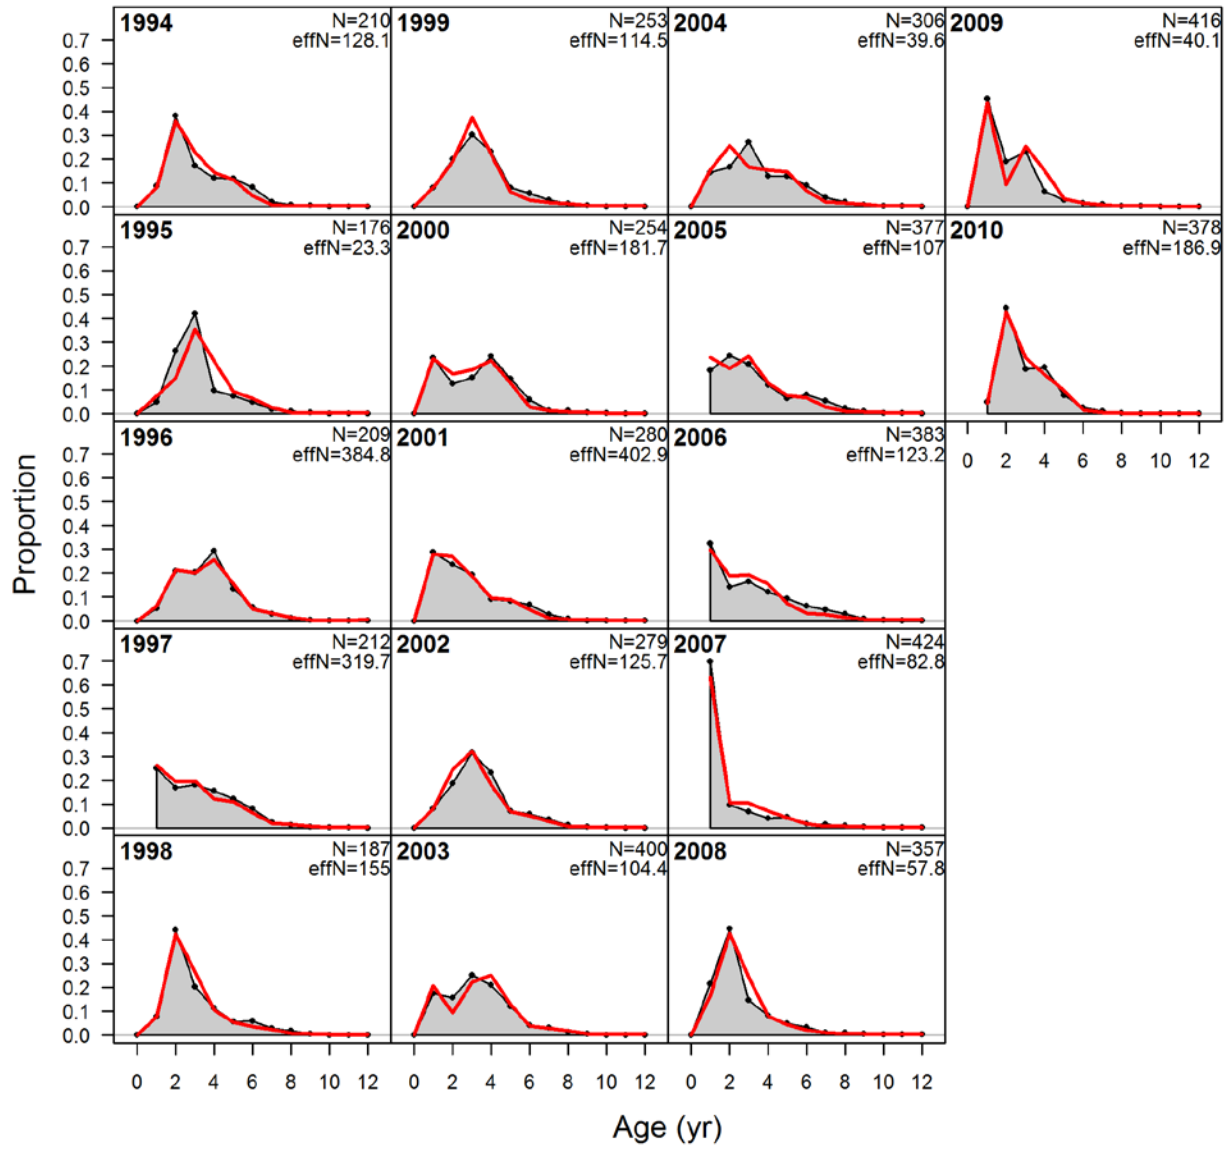 1994 N=210
effN=128.1
1999 N=253
effN=114.5
2004 N=306
effN=39.6
2009 N=416
effN=40.1
0.7
0.6
0.5
0.4
0.3
0.2
0.1
0.0
1995 N=176
effN=23.3
2000 N=254
effN=181.7
2005 N=377
effN=107
2010 N=378
effN=186.9
0.7
0.6
0.5
0.4
0.3
0.2
0.1
0.0
1996 N=209
effN=384.8
2001 N=280
effN=402.9
2006 N=383
effN=123.2
0 2 4 6 8 10 12
0.7
0.6
0.5
0.4
0.3
0.2
0.1
0.0
Proportion
1997 N=212
effN=319.7
2002 N=279
effN=125.7
2007 N=424
effN=82.8
0.7
0.6
0.5
0.4
0.3
0.2
0.1
0.0
1998 N=187
effN=155
2003 N=400
effN=104.4
2008 N=357
effN=57.8
0.7
0.6
0.5
0.4
0.3
0.2
0.1
0.0
0 2 4 6 8 10 12
0 2 4 6 8 10 12
0 2 4 6 8 10 12
Age (yr)